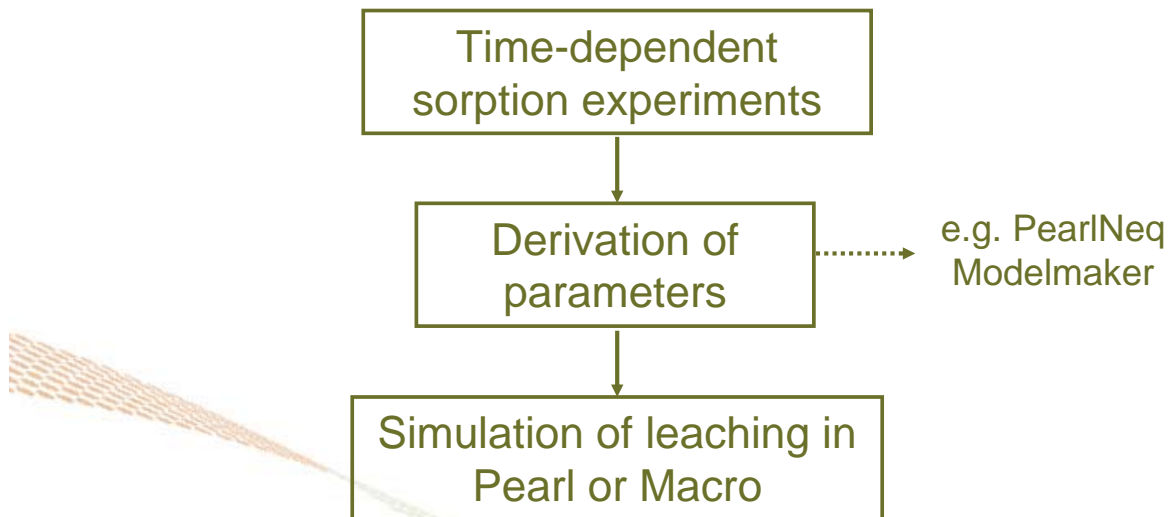 Time-dependent
sorption experiments
Derivation of
parameters
e.g. PearlNeq
Modelmaker
Simulation of leaching in
Pearl or Macro